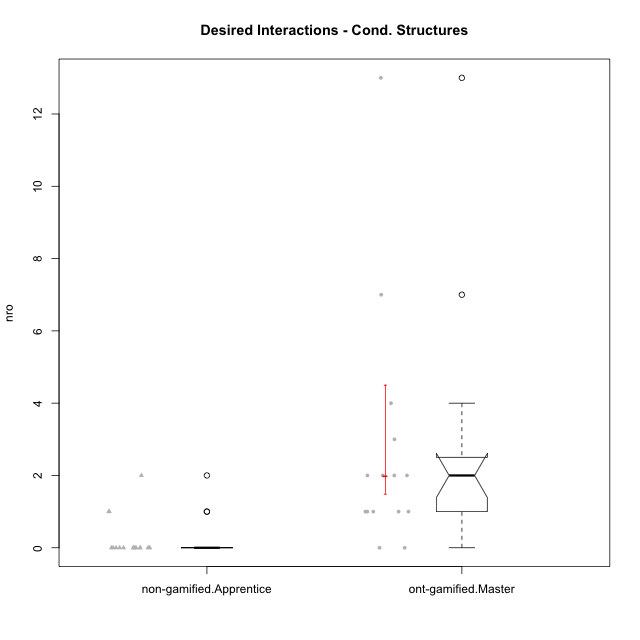 Desired Interactions - Cond. Structures
nro
12
10
8
6
4
2
0
non-gamified.Apprentice
ont-gamified.Master